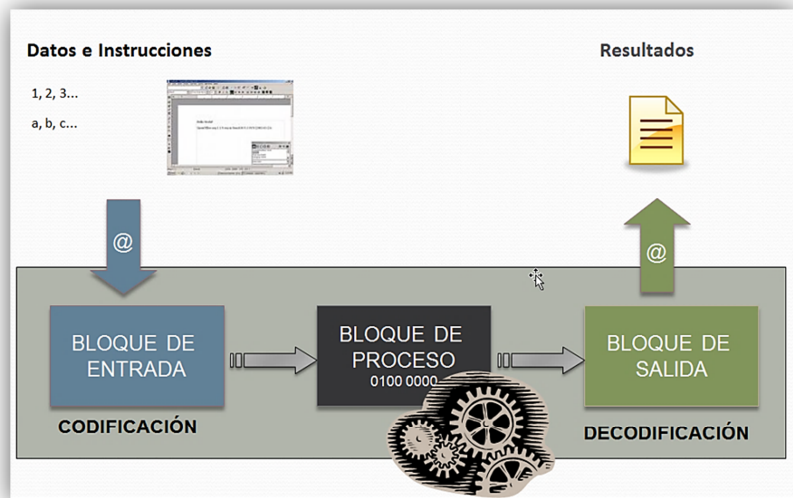 Datos e Instrucciones
Resultados
1, 2, 3...
a, b, c...
@
@
BLOQUE DE
ENTRADA
BLOQUE DE
PROCESO
0100 0000
BLOQUE DE
SALIDA
CODIFICACIÓN
DECODIFICACIÓN